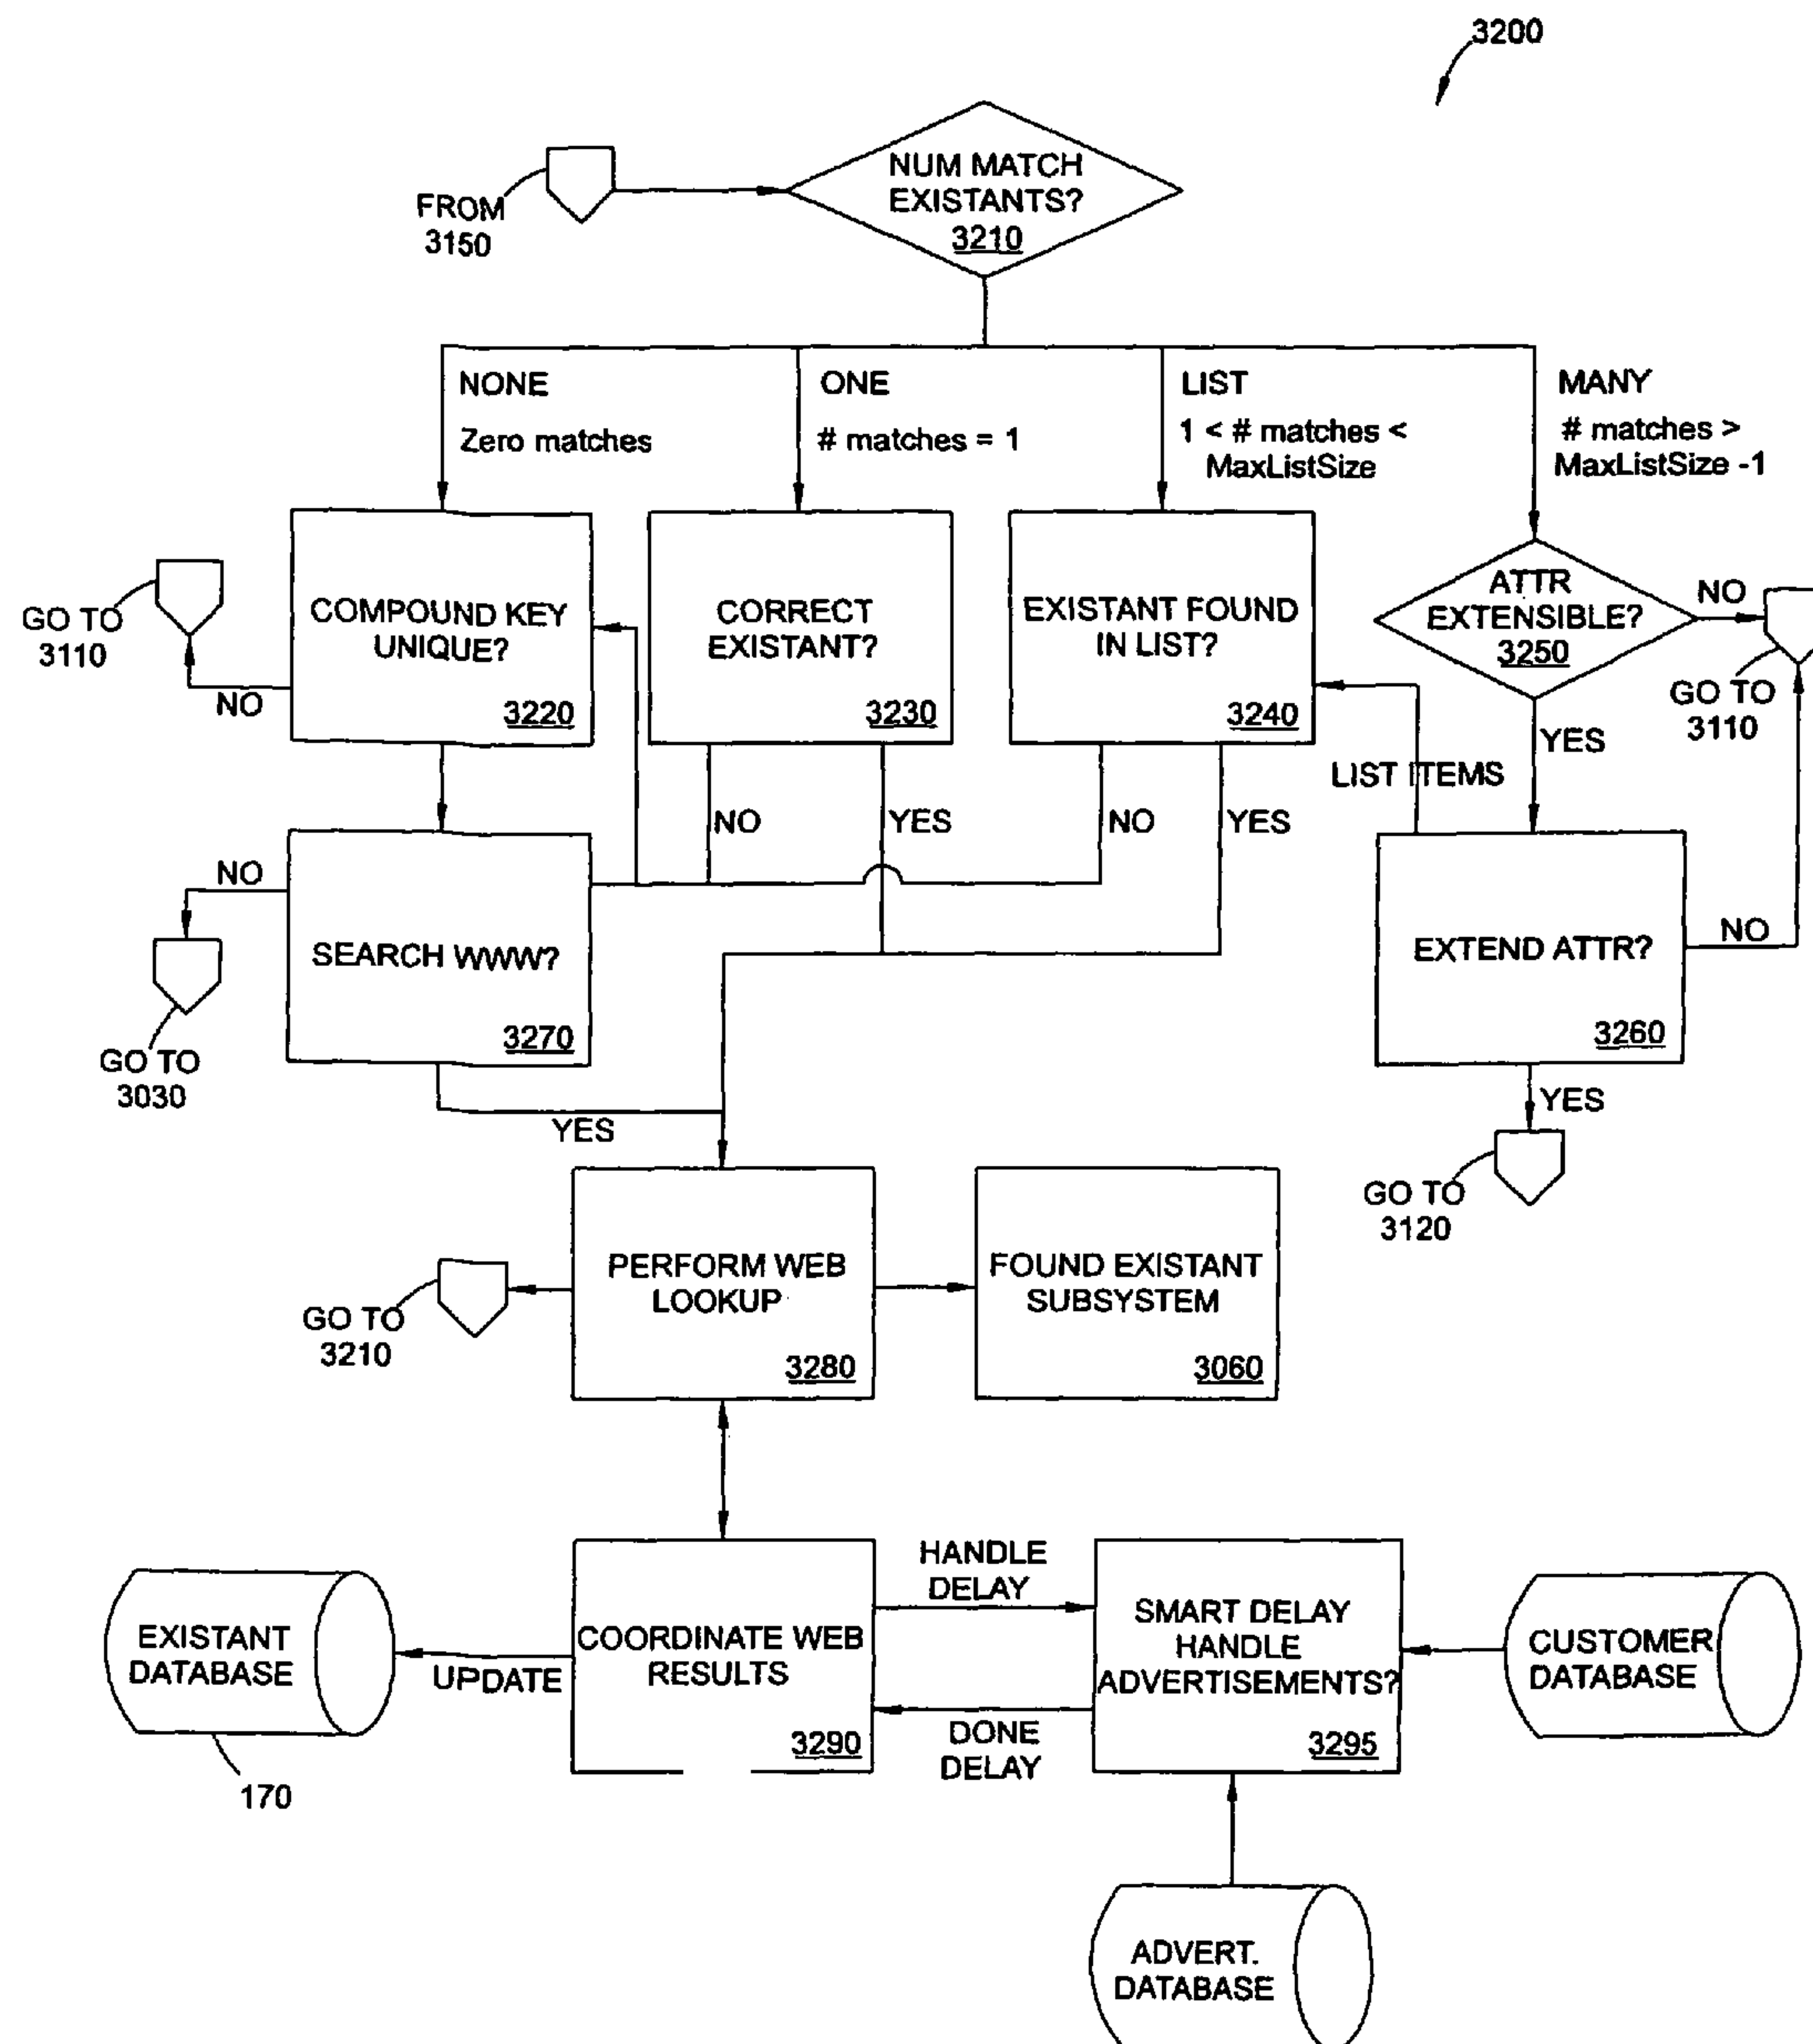 3200
NUM MATCH
EXISTANTS?
3210
FROM
3150
NONE
Zero matches
ONE
# matches = 1
LIST
1 < # matches <
MaxListSize
MANY
# matches >
MaxListSize -1
GO TO
3110
NO
COMPOUND KEY
UNIQUE?
3220
CORRECT
EXISTANT?
3230
EXISTANT FOUND
IN LIST?
3240
ATTR
EXTENSIBLE?
3250
NO
GO TO
3110
YES
LIST ITEMS
NO
YES
NO
YES
NO
GO TO
3030
SEARCH WWW?
3270
EXTEND ATTR?
3260
NO
YES
YES
GO TO
3120
PERFORM WEB
LOOKUP
3280
GO TO
3210
FOUND EXISTANT
SUBSYSTEM
3060
EXISTANT
DATABASE
170
UPDATE
COORDINATE WEB
RESULTS
3290
HANDLE
DELAY
DONE
DELAY
SMART DELAY
HANDLE
ADVERTISEMENTS?
3295
CUSTOMER
DATABASE
ADVERT.
DATABASE